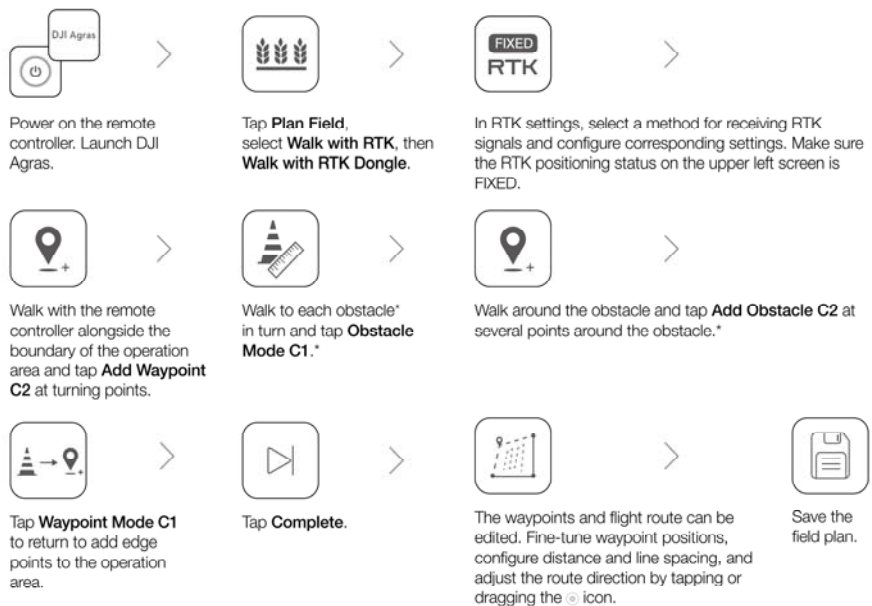 DJI Agras
FIXED
RTK
Power on the remote
controller. Launch DJI
Agras.
Tap Plan Field,
select Walk with RTK, then
Walk with RTK Dongle.
In RTK settings, select a method for receiving RTK
signals and configure corresponding settings. Make sure
the RTK positioning status on the upper left screen is
FIXED.
Walk with the remote
controller alongside the
boundary of the operation
area and tap Add Waypoint
C2 at turning points.
Walk to each obstacle*
in turn and tap Obstacle
Mode C1.*
Walk around the obstacle and tap Add Obstacle C2 at
several points around the obstacle.*
Tap Waypoint Mode C1
to return to add edge
points to the operation
area.
Tap Complete.
The waypoints and flight route can be
edited. Fine-tune waypoint positions,
configure distance and line spacing, and
adjust the route direction by tapping or
dragging the icon.
Save the
field plan.